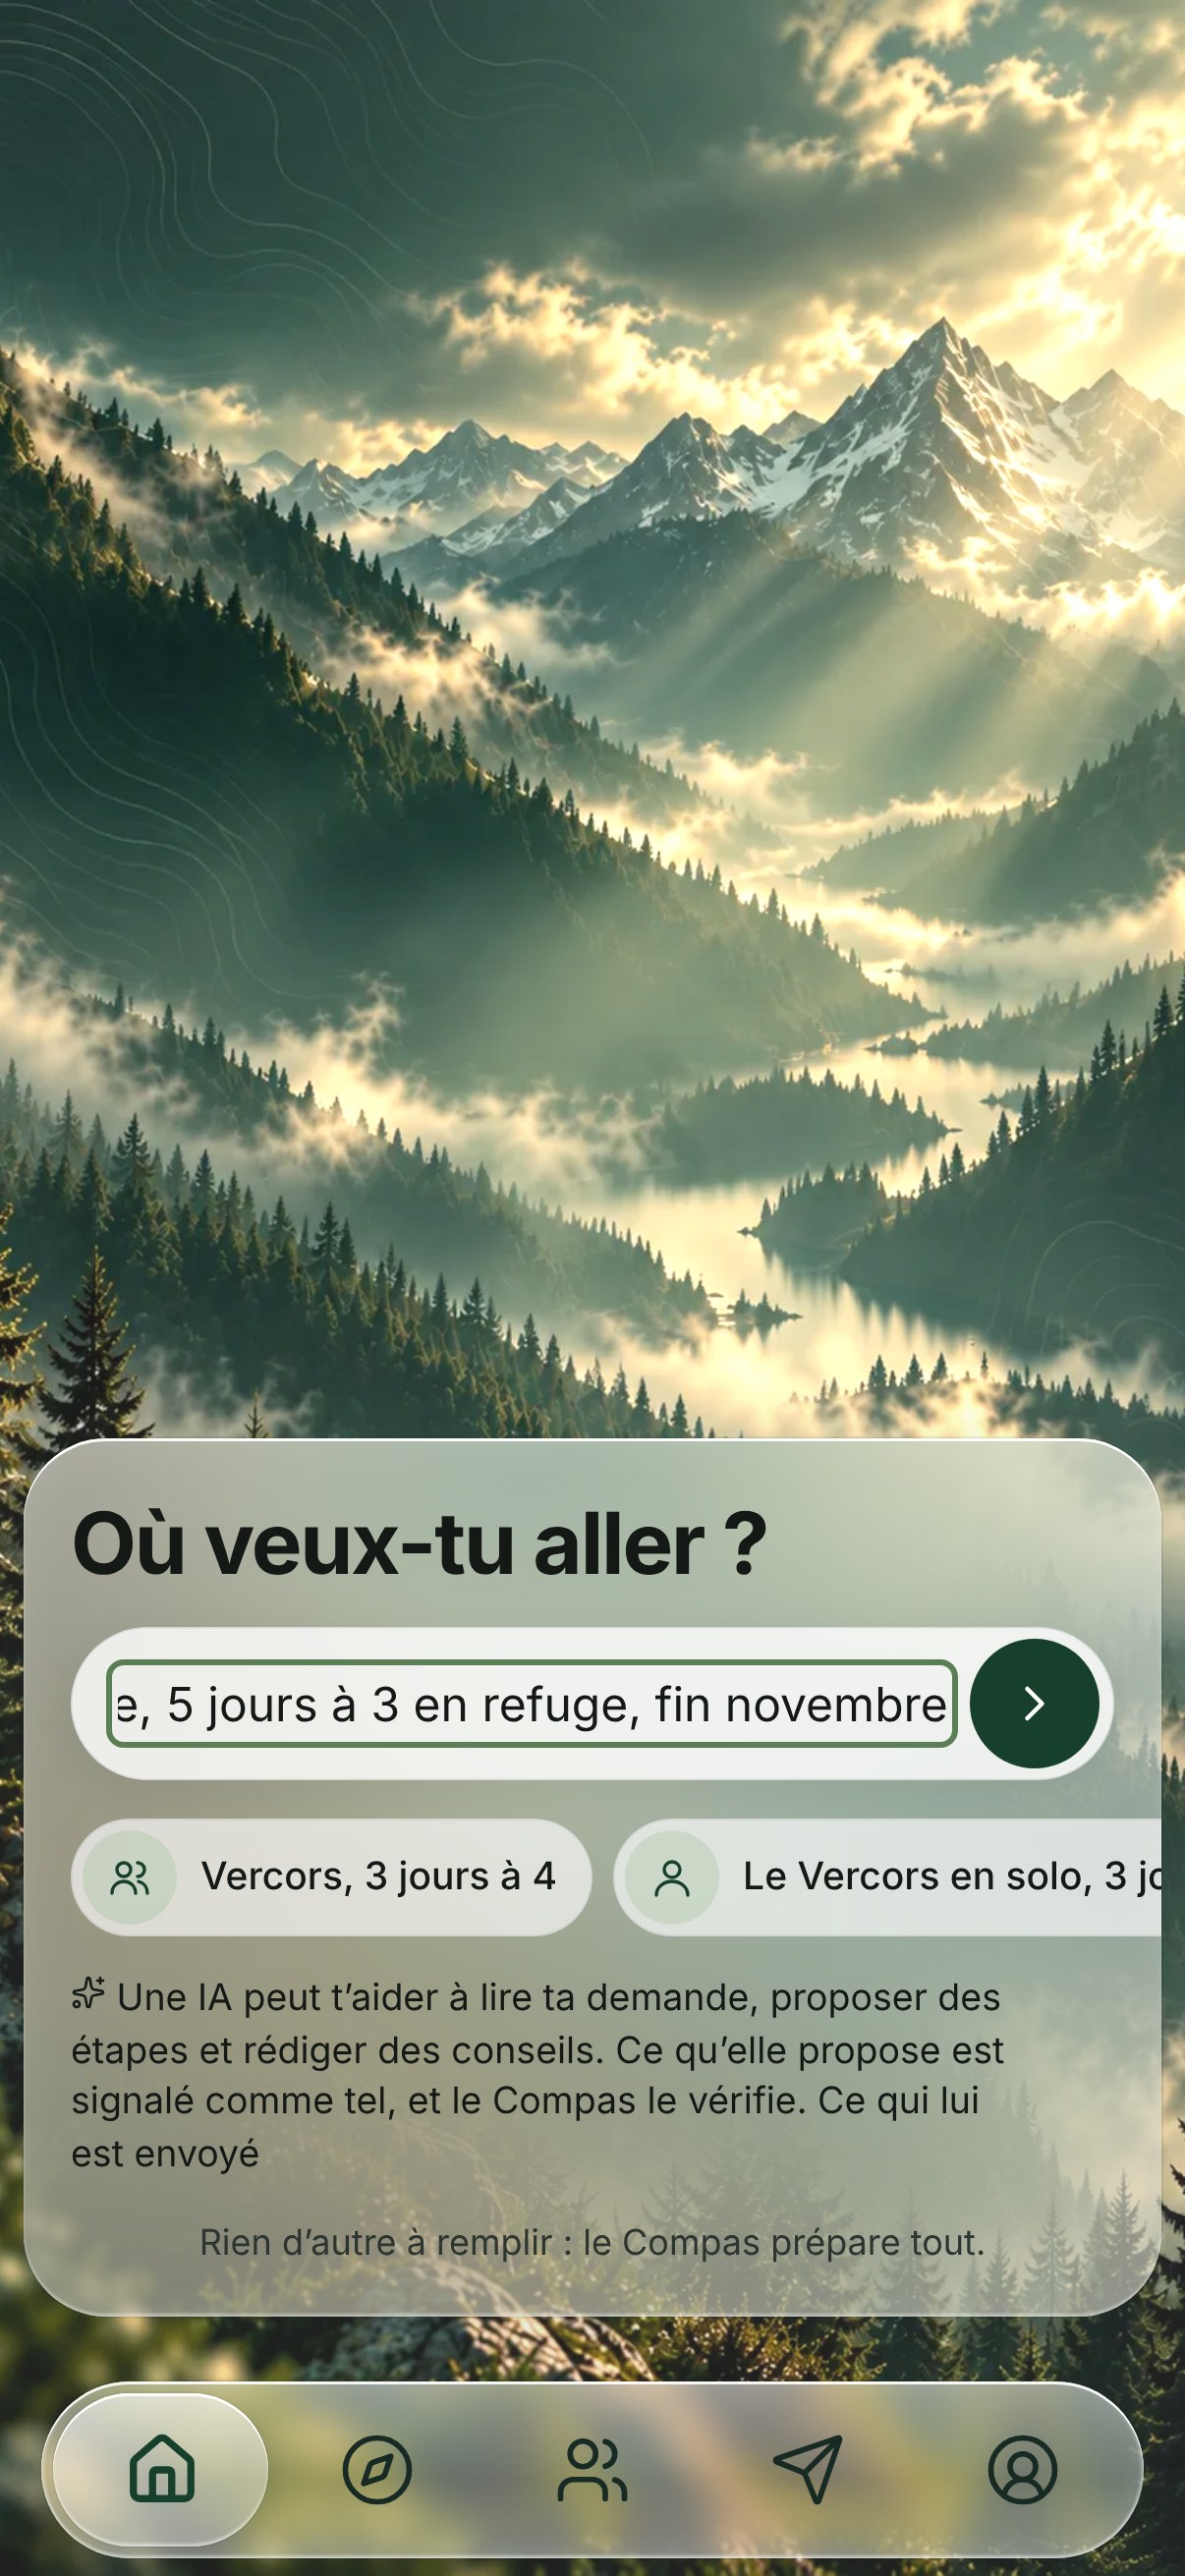 Où veux-tu aller ?
e, 5 jours à 3 en refuge, fin novembre
Vercors, 3 jours à 4
Le Vercors en solo, 3 jo
Une IA peut t’aider à lire ta demande, proposer des
étapes et rédiger des conseils. Ce qu’elle propose est
signalé comme tel, et le Compas le vérifie. Ce qui lui
est envoyé
Rien d’autre à remplir : le Compas prépare tout.